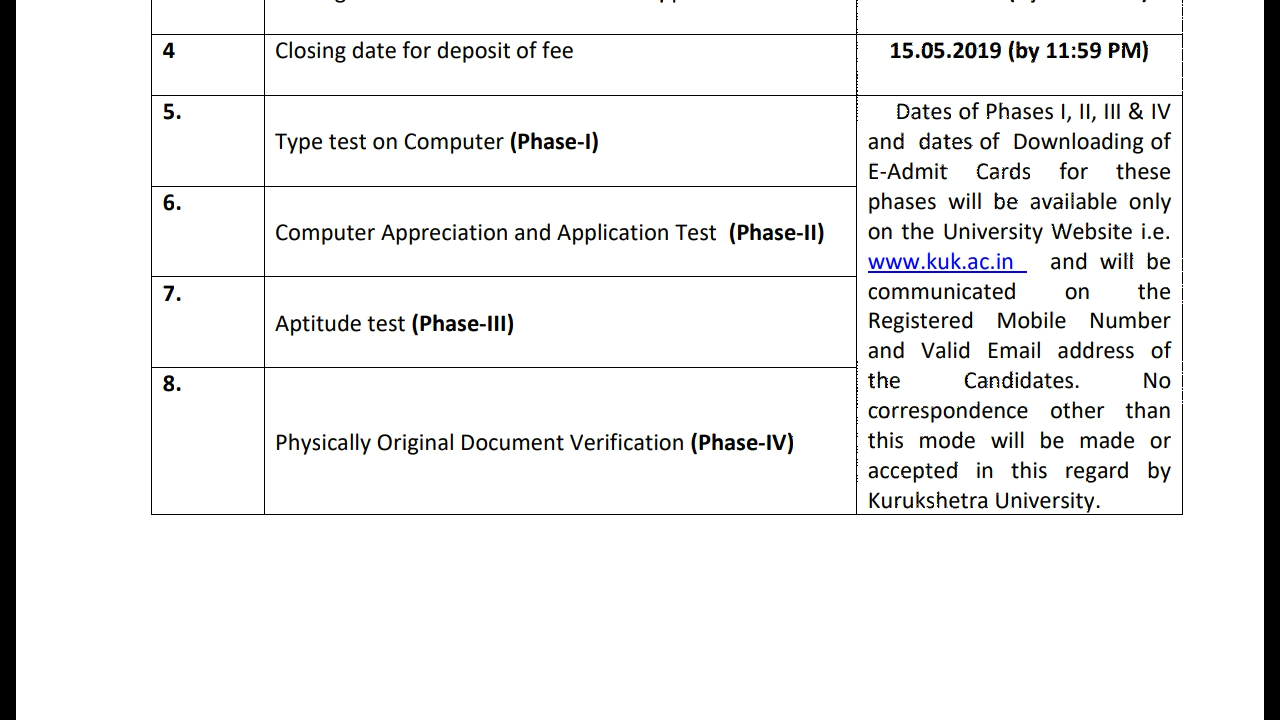 4
Closing date for deposit of fee
15.05.2019 (by 11:59 PM)
5.
Type test on Computer (Phase-I)
6.
Computer Appreciation and Application Test (Phase-II)
7.
Aptitude test (Phase-III)
8.
Physically Original Document Verification (Phase-IV)
Dates of Phases I, II, III & IV
and dates of Downloading of
E-Admit Cards for these
phases will be available only
on the University Website i.e.
www.kuk.ac.in and will be
communicated on the
Registered Mobile Number
and Valid Email address of
the Candidates. No
correspondence other than
this mode will be made or
accepted in this regard by
Kurukshetra University.